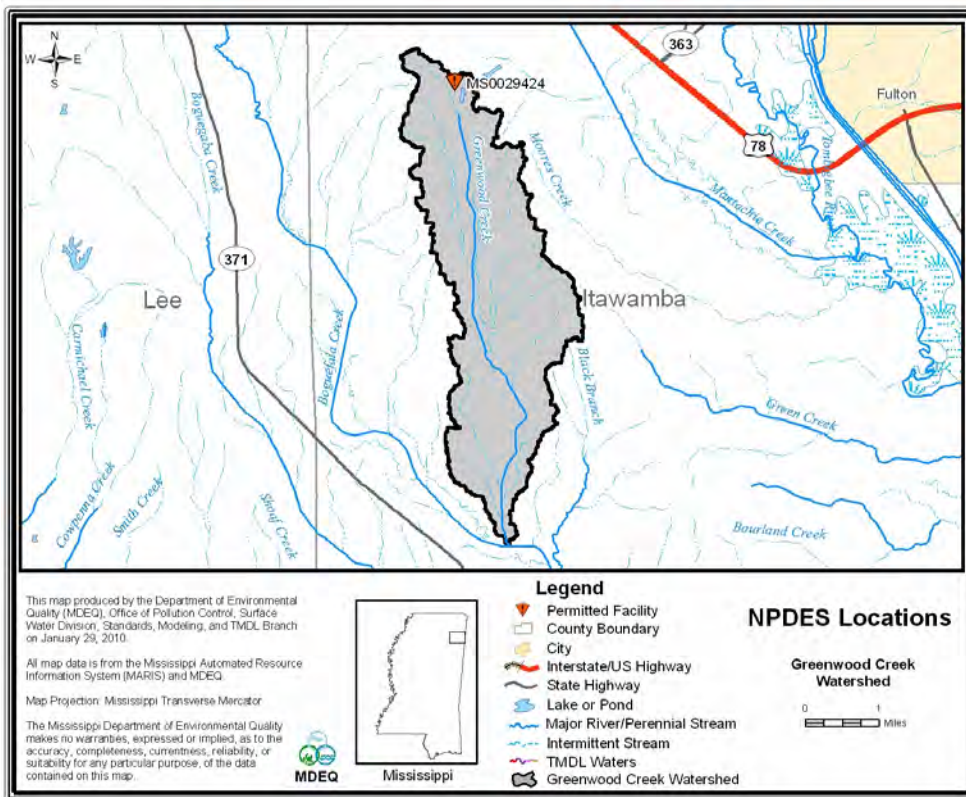 N
W E
S
363
MS0029424
Fulton
Boguegaba Creek
Greenwood Creek
Moores Creek
78
Tombigbee Ri
Mantachie Creek
371
Lee
Itawamba
Boguefala Creek
Carmichael Creek
Black Branch
Green Creek
Cowpenna Creek
Smith Creek
Shoaf Creek
Bourland Creek
This map produced by the Department of Environmental
Quality (MDEQ), Office of Pollution Control, Surface
Water Division, Standards, Modeling, and TMDL Branch
on January 29, 2010.
All map data is from the Mississippi Automated Resource
Information System (MARIS) and MDEQ.
Map Projection: Mississippi Transverse Mercator
The Mississippi Department of Environmental Quality
makes no warranties, expressed or implied, as to the
accuracy, completeness, currentness, reliability, or
suitability for any particular purpose, of the data
contained on this map.
MDEQ
Mississippi
Legend
Permitted Facility
County Boundary
City
Interstate/US Highway
State Highway
Lake or Pond
Major River/Perennial Stream
Intermittent Stream
TMDL Waters
Greenwood Creek Watershed
NPDES Locations
Greenwood Creek
Watershed
0 1
Miles